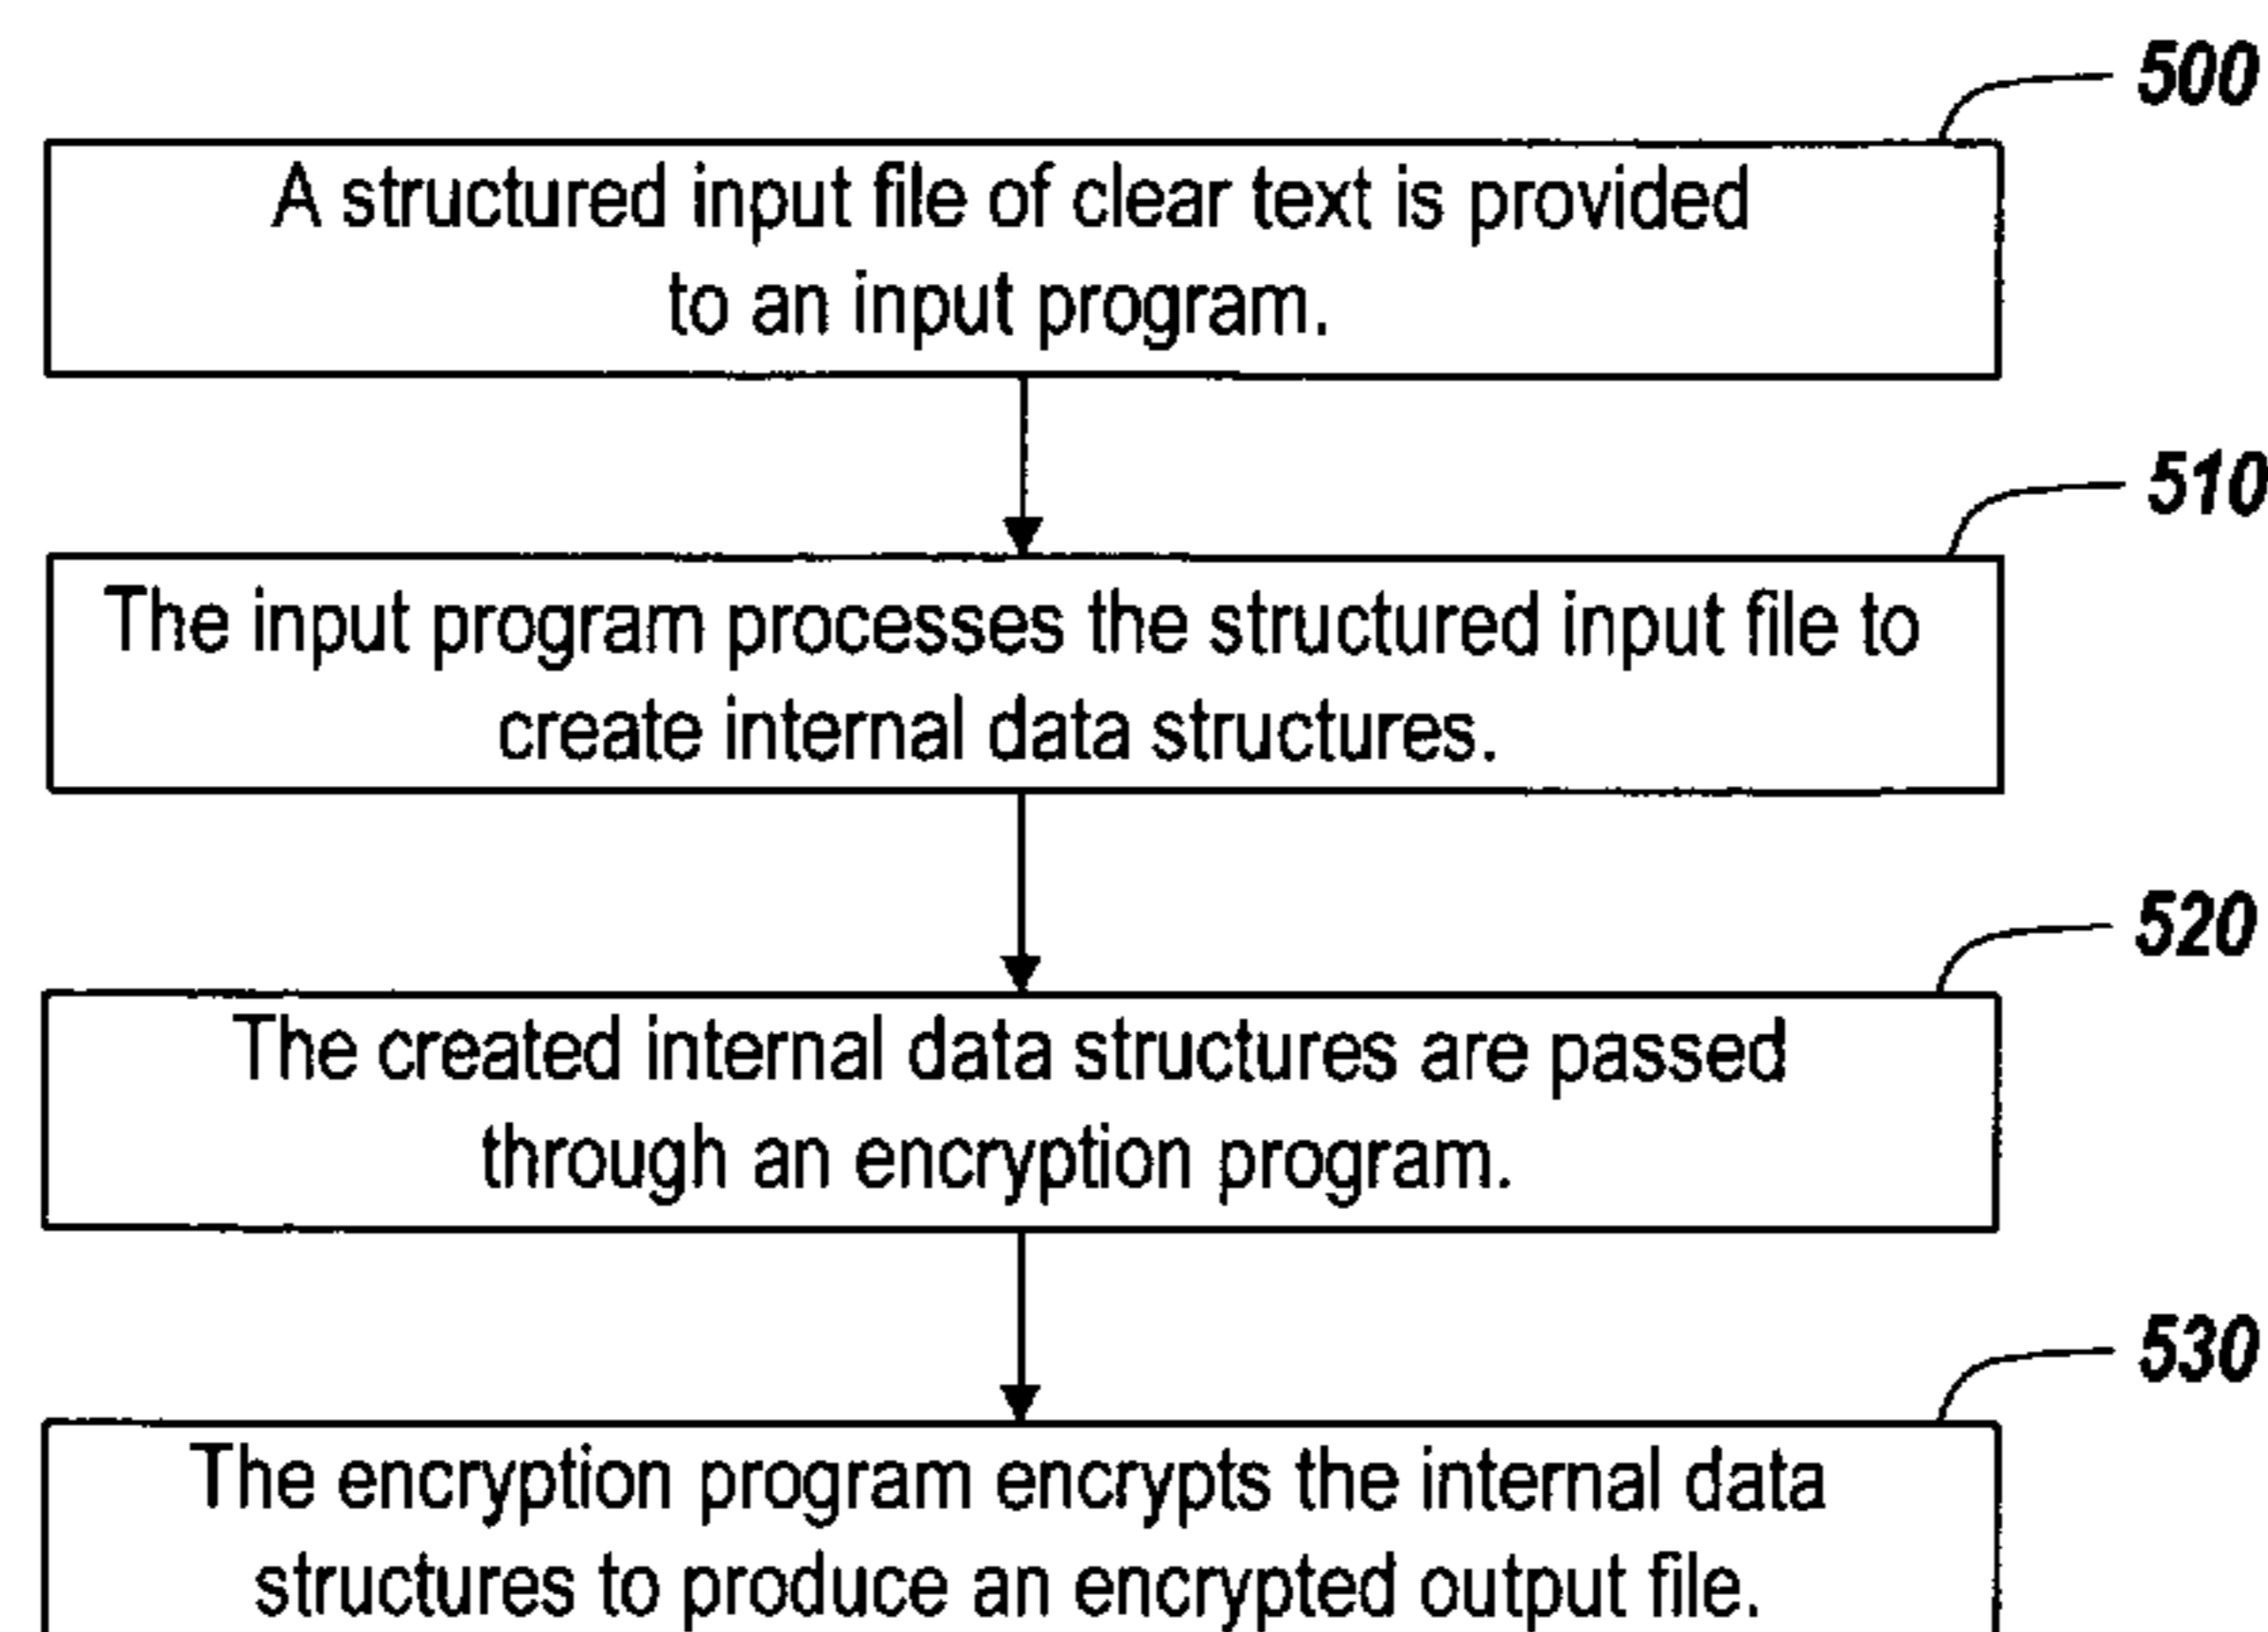 500
A structured input file of clear text is provided
to an input program.
510
The input program processes the structured input file to
create internal data structures.
520
The created internal data structures are passed
through an encryption program.
530
The encryption program encrypts the internal data
structures to produce an encrypted output file.